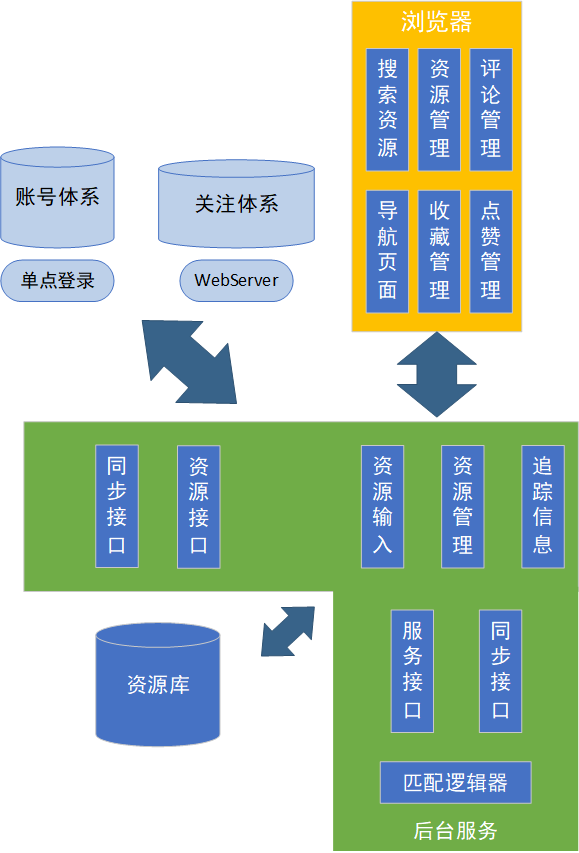 浏览器
搜索资源
资源管理
评论管理
导航页面
收藏管理
点赞管理
账号体系
关注体系
单点登录
WebServer
同步接口
资源接口
资源输入
资源管理
追踪信息
服务接口
同步接口
资源库
匹配逻辑器
后台服务